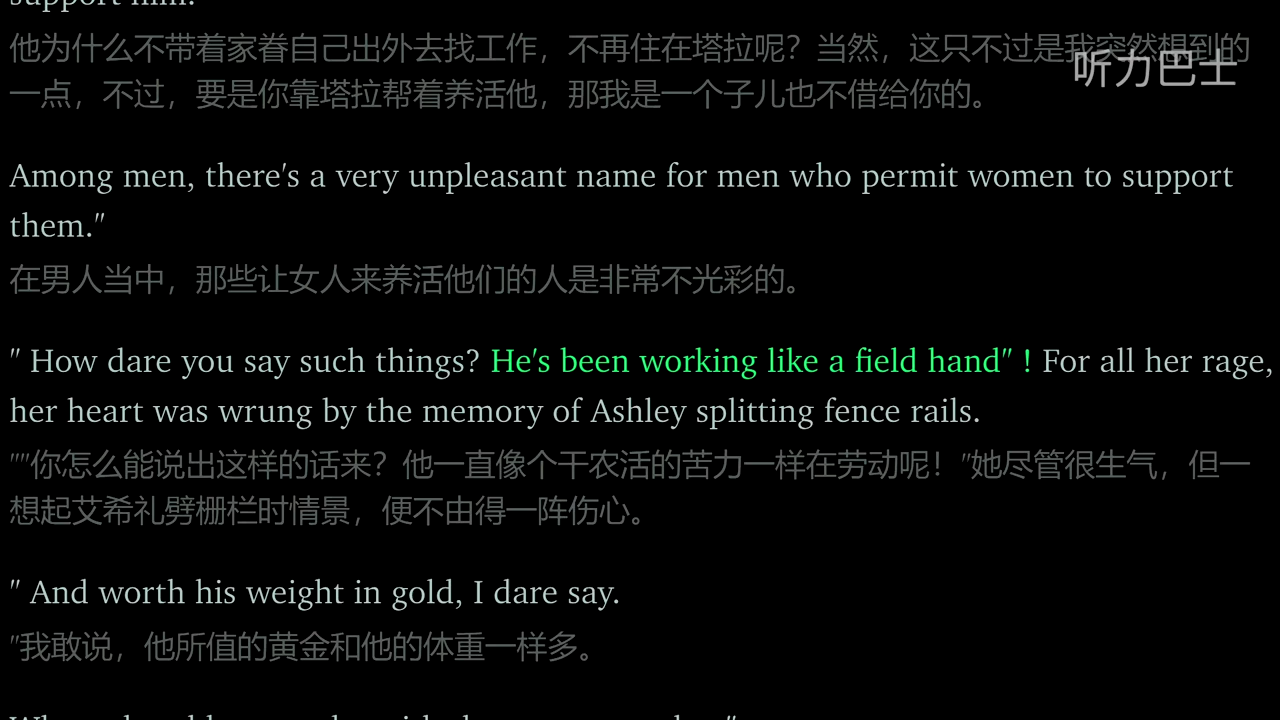 support him.
他为什么不带着家眷自己出外去找工作，不再住在塔拉呢？当然，这只不过是我突然想到的
听力巴士
一点，不过，要是你靠塔拉帮着养活他，那我是一个子儿也不借给你的。
Among men, there's a very unpleasant name for men who permit women to support
them."
在男人当中，那些让女人来养活他们的人是非常不光彩的。
" How dare you say such things? He's been working like a field hand" ! For all her rage,
her heart was wrung by the memory of Ashley splitting fence rails.
""你怎么能说出这样的话来？他一直像个干农活的苦力一样在劳动呢！"她尽管很生气，但一
想起艾希礼劈栅栏时情景，便不由得一阵伤心。
" And worth his weight in gold, I dare say.
"我敢说，他所值的黄金和他的体重一样多。